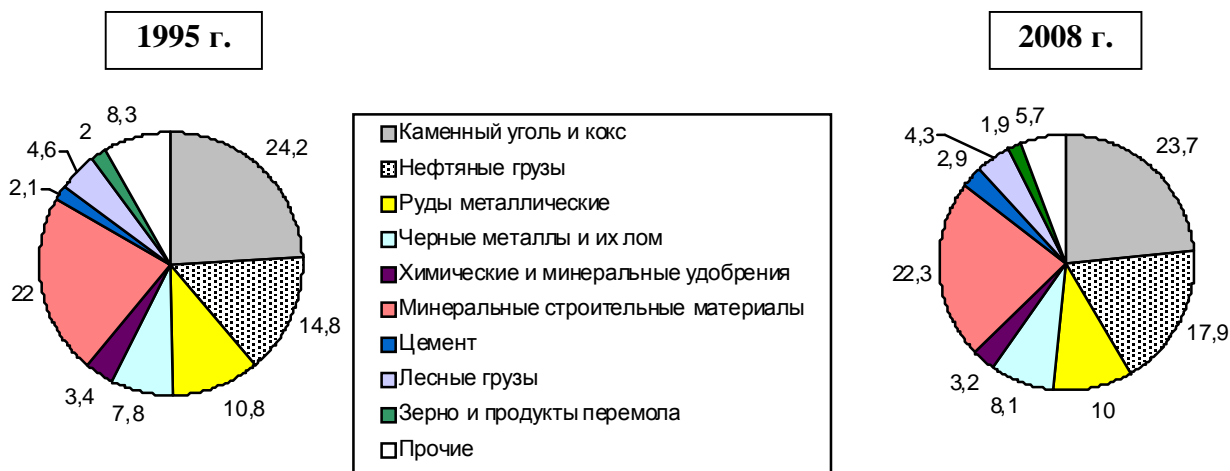 1995 г.
2008 г.
8,3
2
4,6
2,1
24,2
22
14,8
3,4
7,8
10,8
Каменный уголь и кокс
Нефтяные грузы
Руды металлические
Черные металлы и их лом
Химические и минеральные удобрения
Минеральные строительные материалы
Цемент
Лесные грузы
Зерно и продукты перемола
Прочие
5,7
1,9
4,3
2,9
23,7
22,3
17,9
3,2
8,1
10